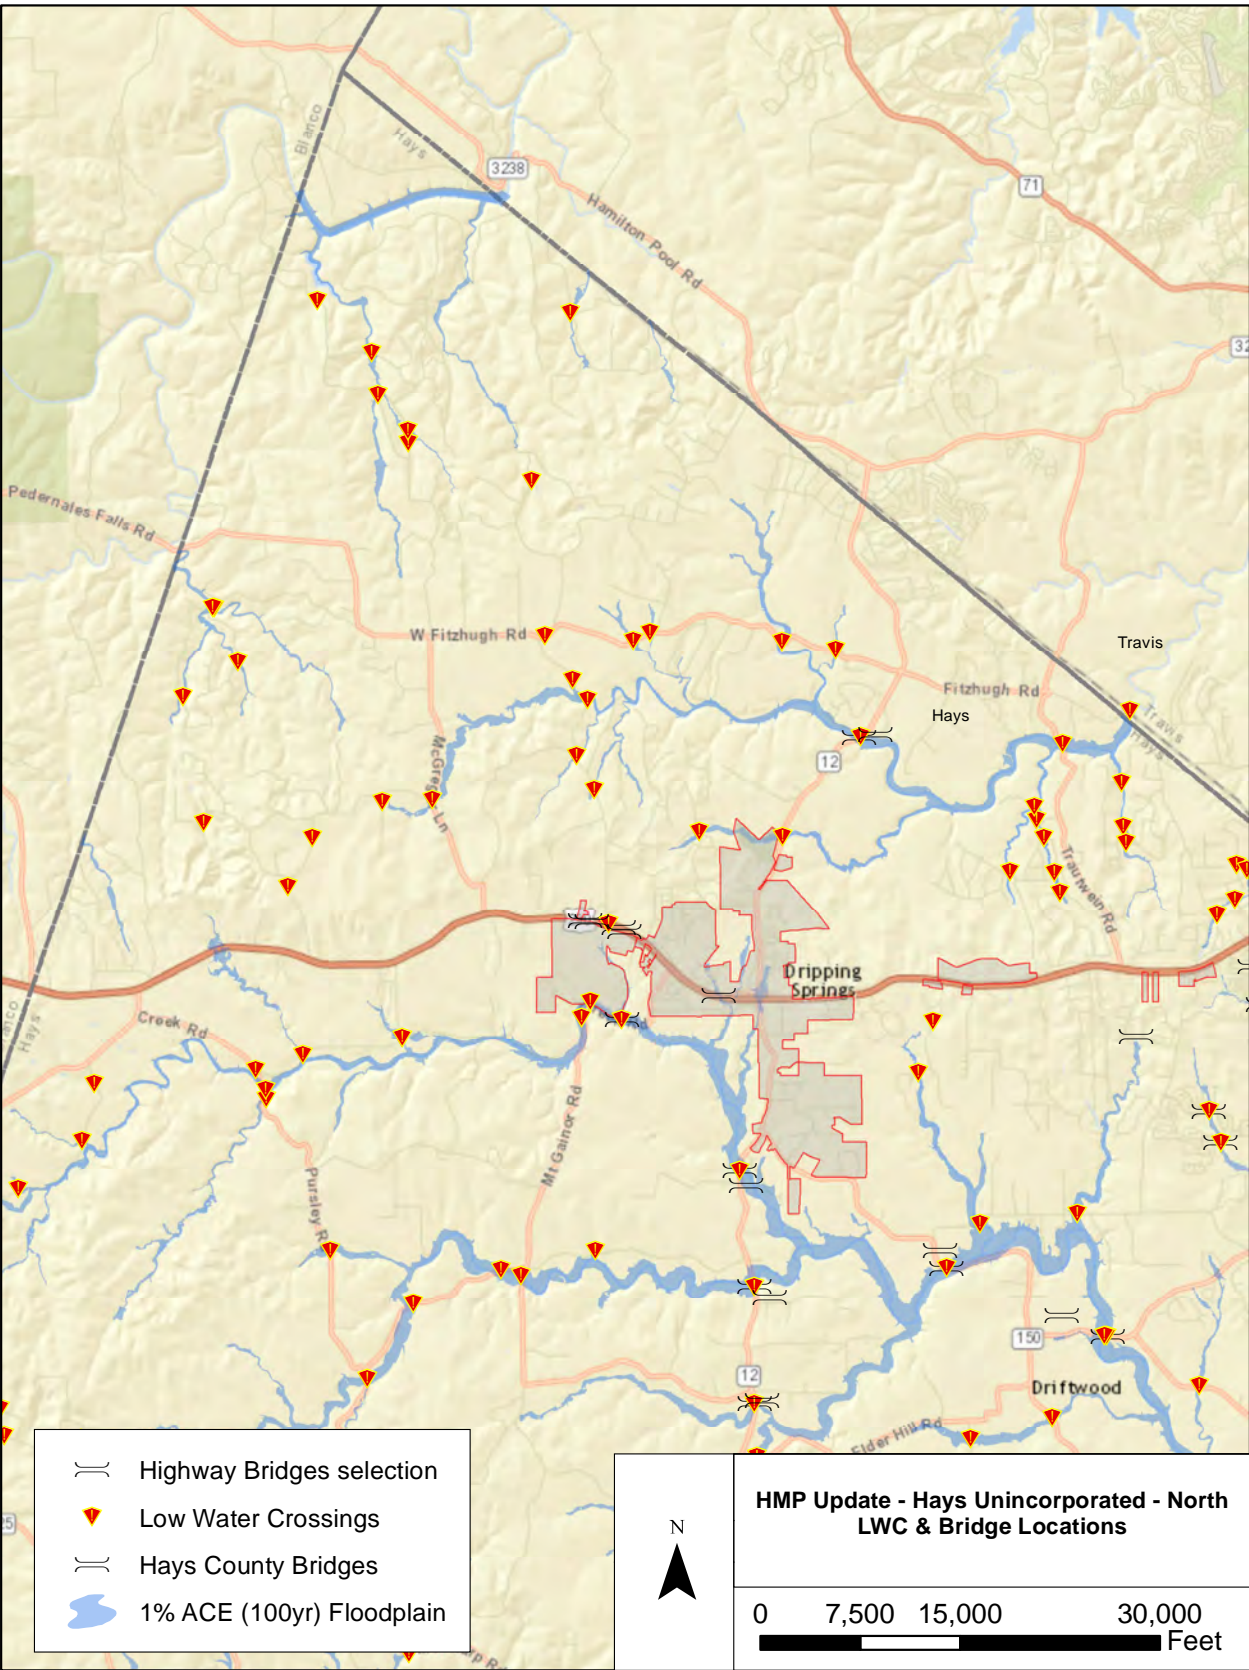 Blanco
Hays
3238
Hamilton Pool Rd
71
32
Pedernales Falls Rd
W Fitzhugh Rd
Travis
Fitzhugh Rd
Hays
Travis
Hays
12
McGregor Ln
Trautwein Rd
Dripping
Springs
Blanco
Hays
Creek Rd
Mt Gainor Rd
Pursley R
150
12
Driftwood
Elder Hill Rd
Highway Bridges selection
Low Water Crossings
Hays County Bridges
1% ACE (100yr) Floodplain
N
HMP Update - Hays Unincorporated - North
LWC & Bridge Locations
0 7,500 15,000 30,000
Feet